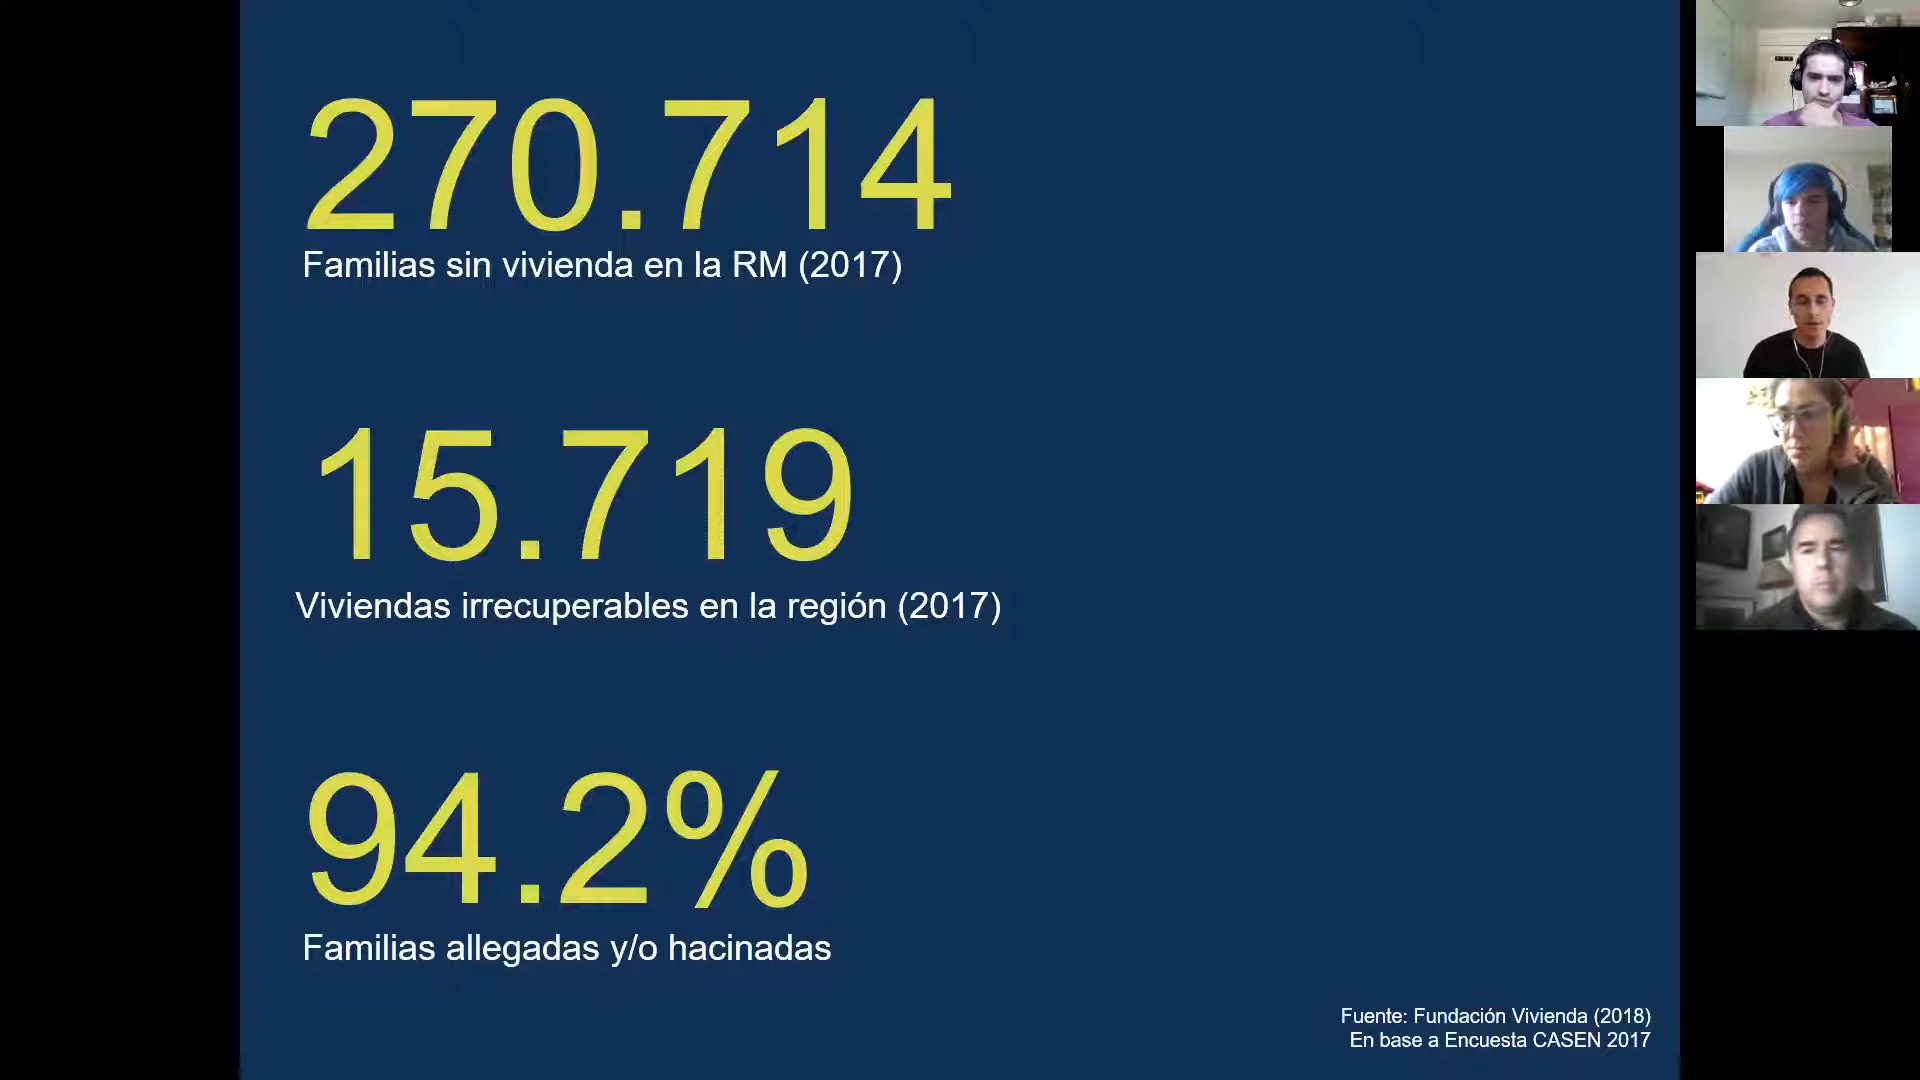 270.714
Familias sin vivienda en la RM (2017)
15.719
Viviendas irrecuperables en la región (2017)
94.2%
Familias allegadas y/o hacinadas
Fuente: Fundación Vivienda (2018)
En base a Encuesta CASEN 2017